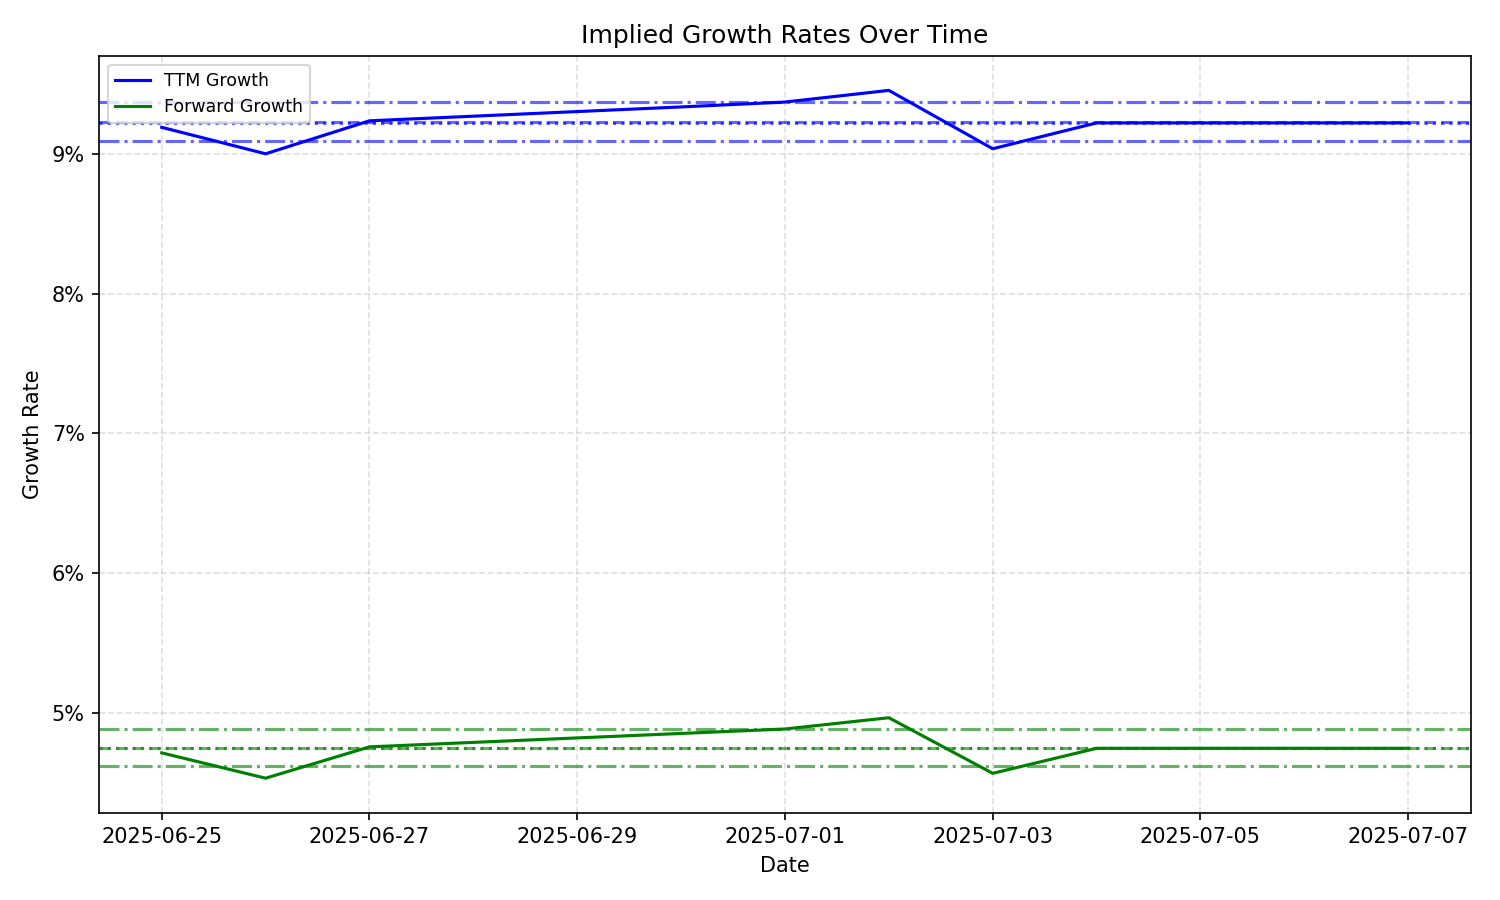 Implied Growth Rates Over Time
TTM Growth
Forward Growth
9%
8%
7%
6%
5%
Growth Rate
2025-06-25
2025-06-27
2025-06-29
2025-07-01
2025-07-03
2025-07-05
2025-07-07
Date